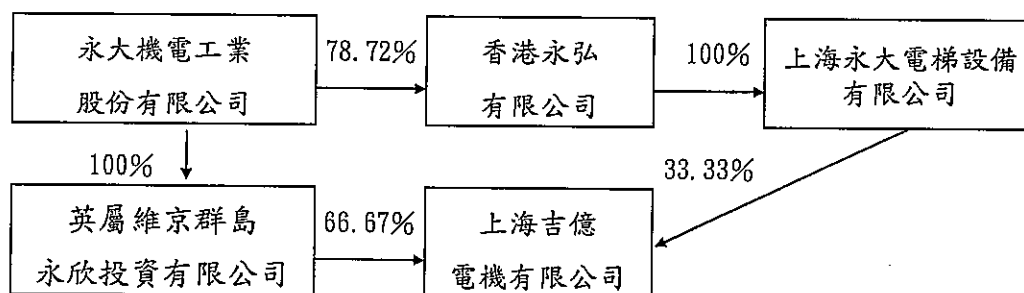 永大機電工業
股份有限公司
78.72%
香港永弘
有限公司
100%
上海永大電梯設備
有限公司
100%
33.33%
英屬維京群島
永欣投資有限公司
66.67%
上海吉億
電機有限公司